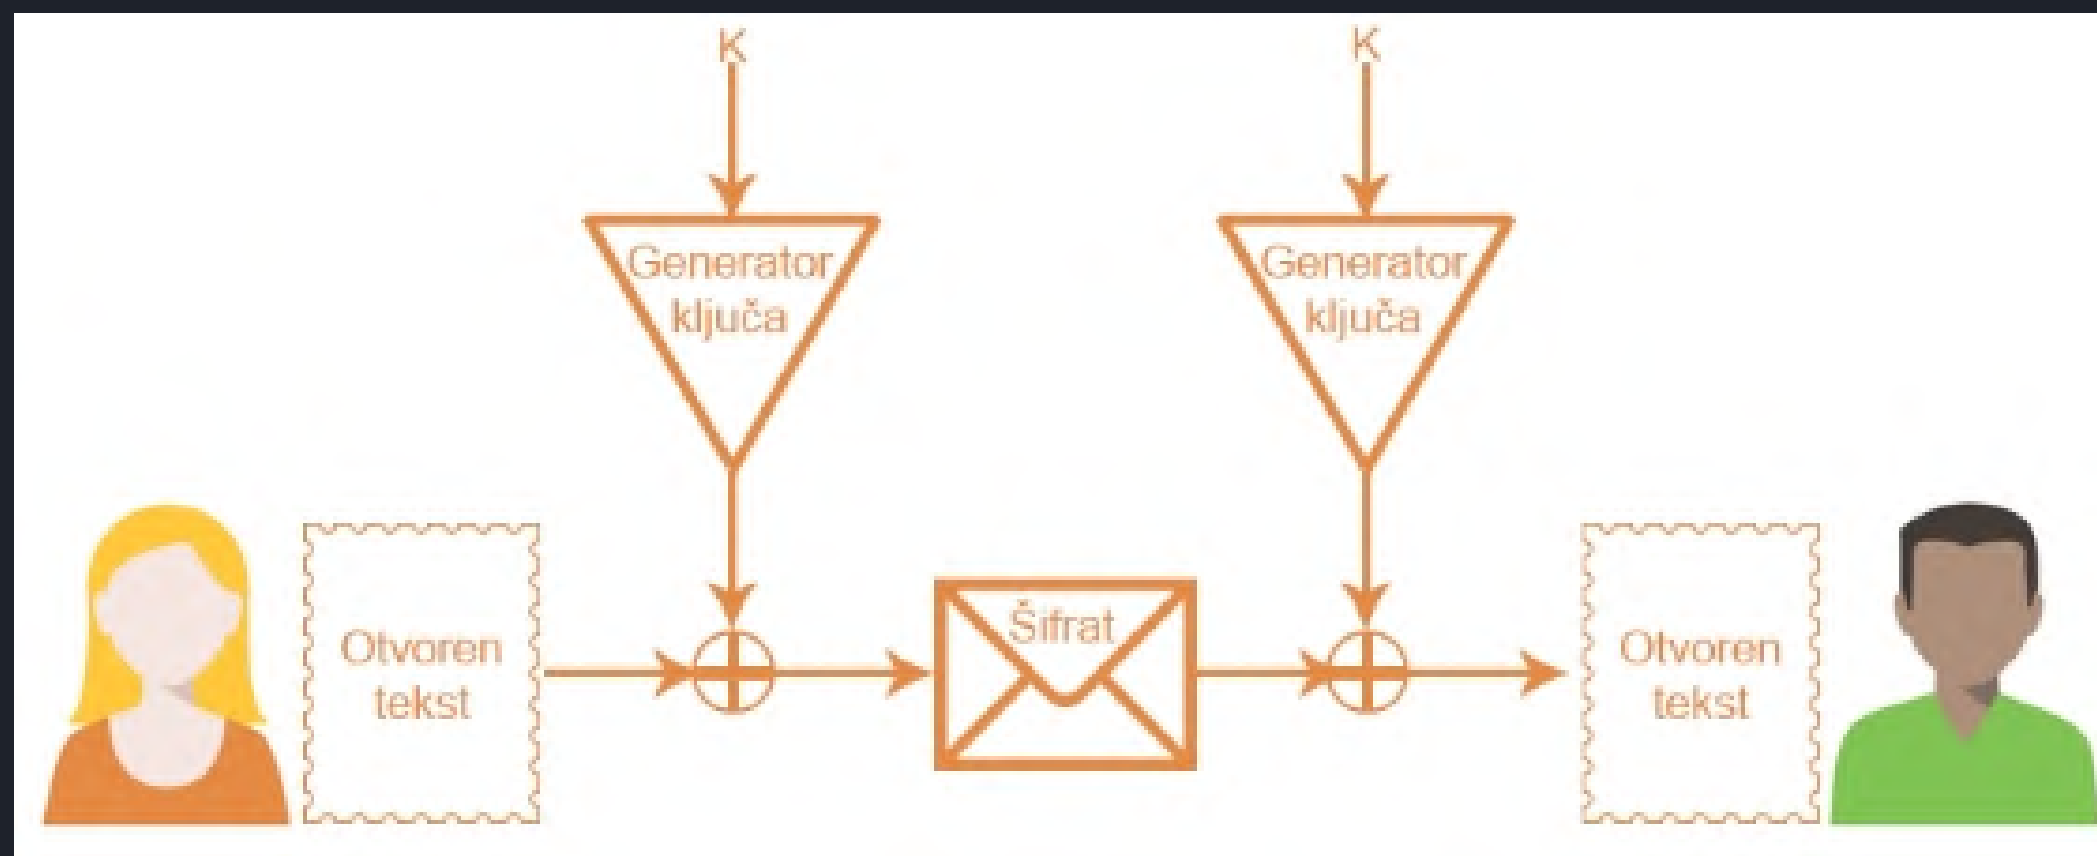 K
K
Generator
ključa
Generator
ključa
Otvoren
tekst
Šifrat
Otvoren
tekst